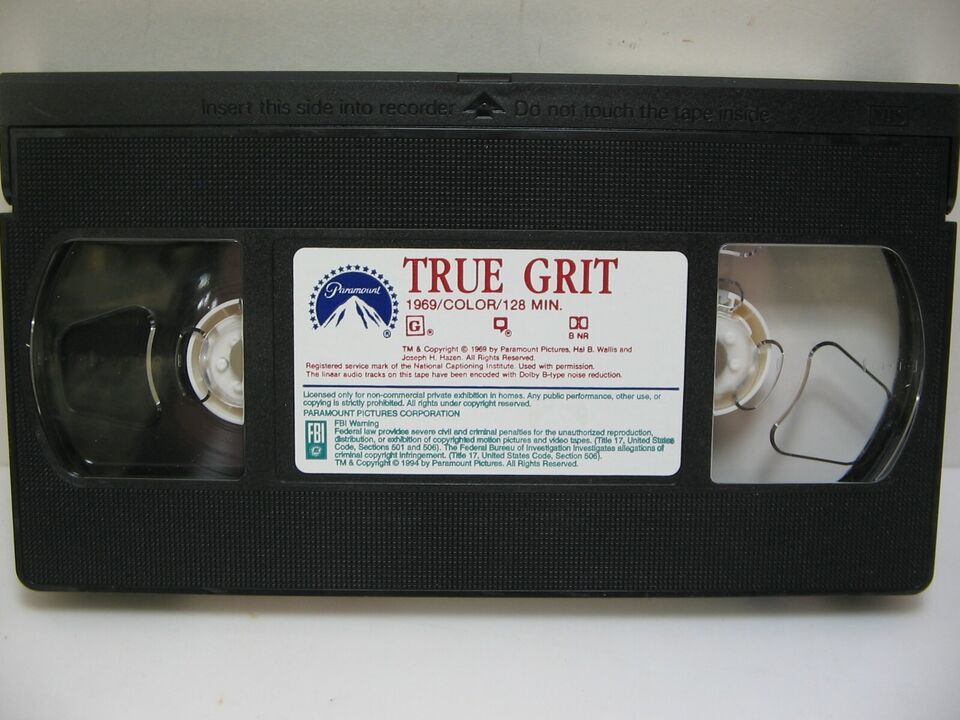 Insert this side into recorder Do not touch the tape inside VHS
Paramount ®
TRUE GRIT
1969/COLOR/128 MIN.
G ® ® B NR
TM & Copyright © 1969 by Paramount Pictures, Hal B. Wallis and
Joseph H. Hazen. All Rights Reserved.
Registered service mark of the National Captioning Institute. Used with permission.
The linear audio tracks on this tape have been encoded with Dolby B-type noise reduction.
Licensed only for non-commercial private exhibition in homes. Any public performance, other use, or
copying is strictly prohibited. All rights under copyright reserved.
PARAMOUNT PICTURES CORPORATION
FBI
FBI Warning
Federal law provides severe civil and criminal penalties for the unauthorized reproduction,
distribution, or exhibition of copyrighted motion pictures and video tapes. (Title 17, United States
Code, Sections 501 and 506). The Federal Bureau of Investigation investigates allegations of
criminal copyright infringement. (Title 17, United States Code, Section 506).
TM & Copyright © 1994 by Paramount Pictures. All Rights Reserved.